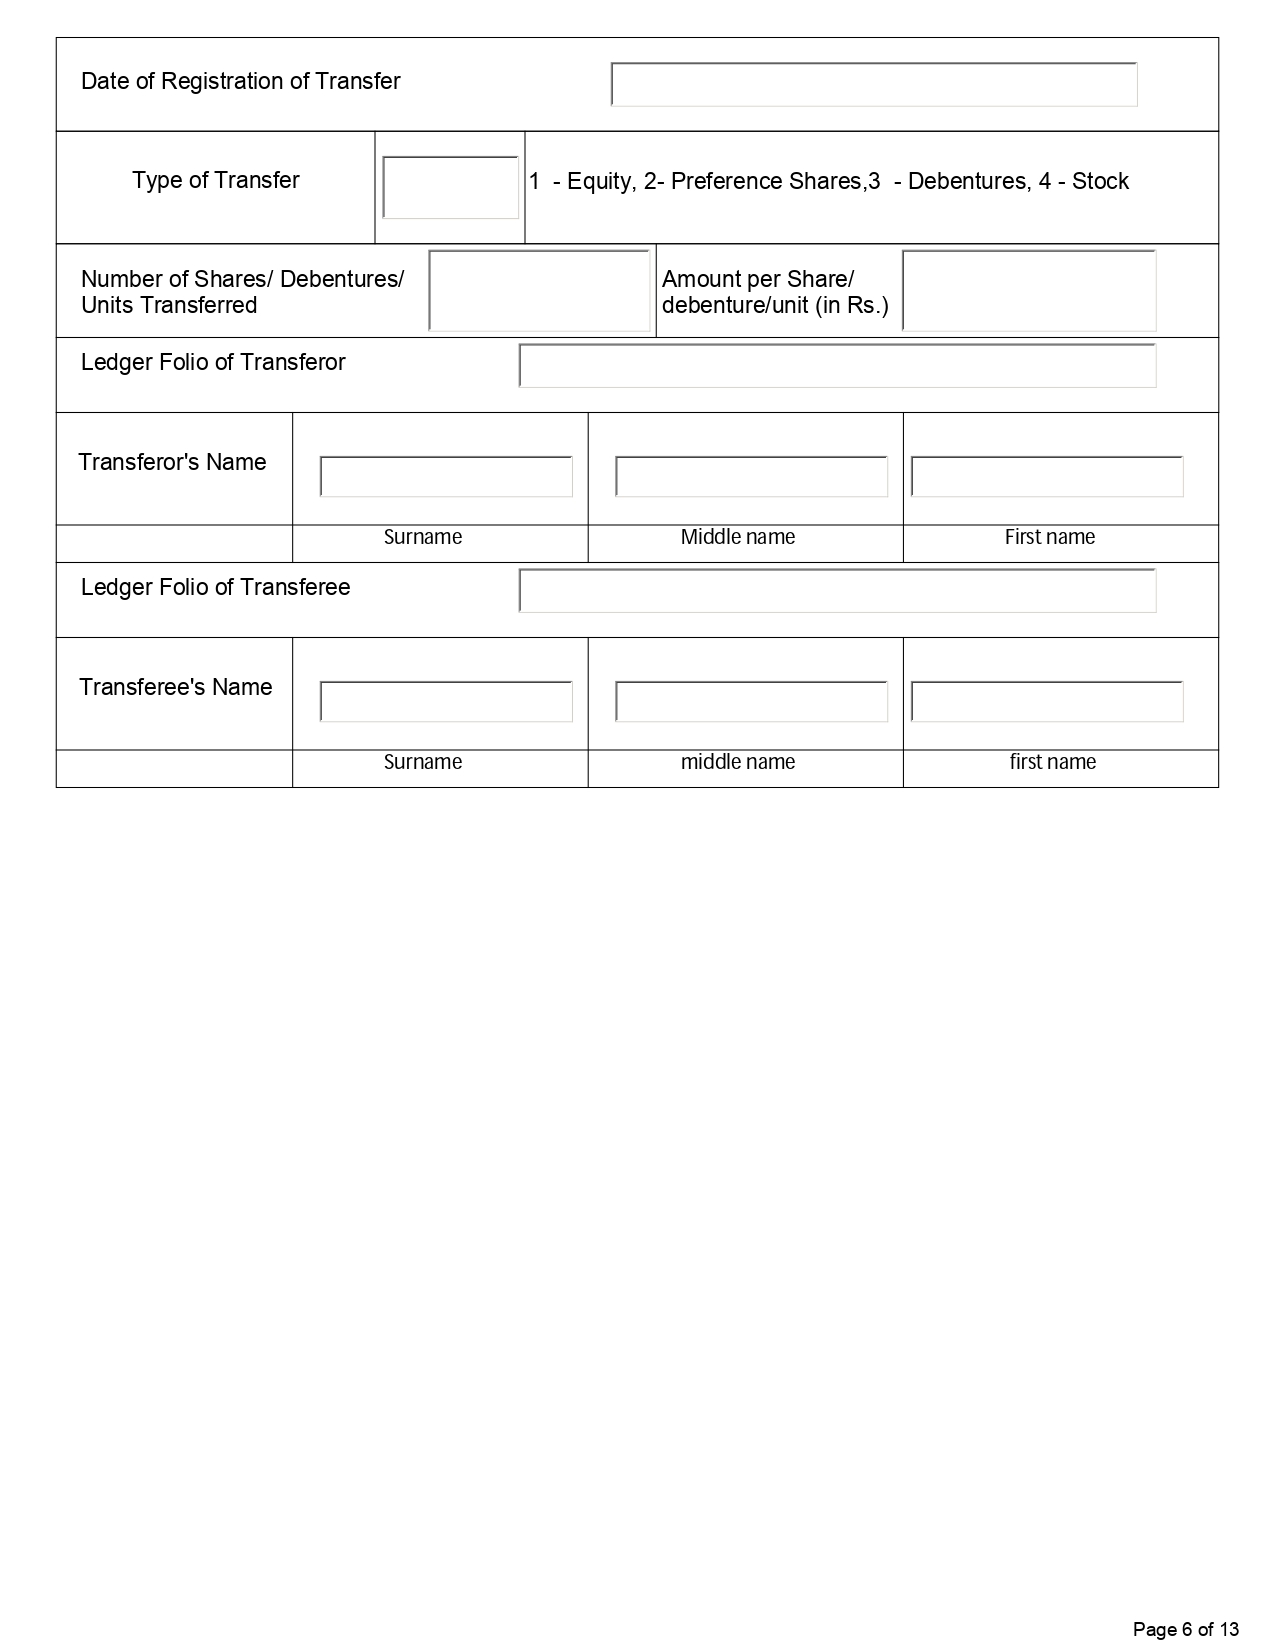 Date of Registration of Transfer
Type of Transfer
1  - Equity, 2- Preference Shares,3  - Debentures, 4 - Stock
Number of Shares/ Debentures/
Units Transferred
Amount per Share/
debenture/unit (in Rs.)
Ledger Folio of Transferor
Transferor's Name
Surname
Middle name
First name
Ledger Folio of Transferee
Transferee's Name
Surname
middle name
first name
Page 6 of 13